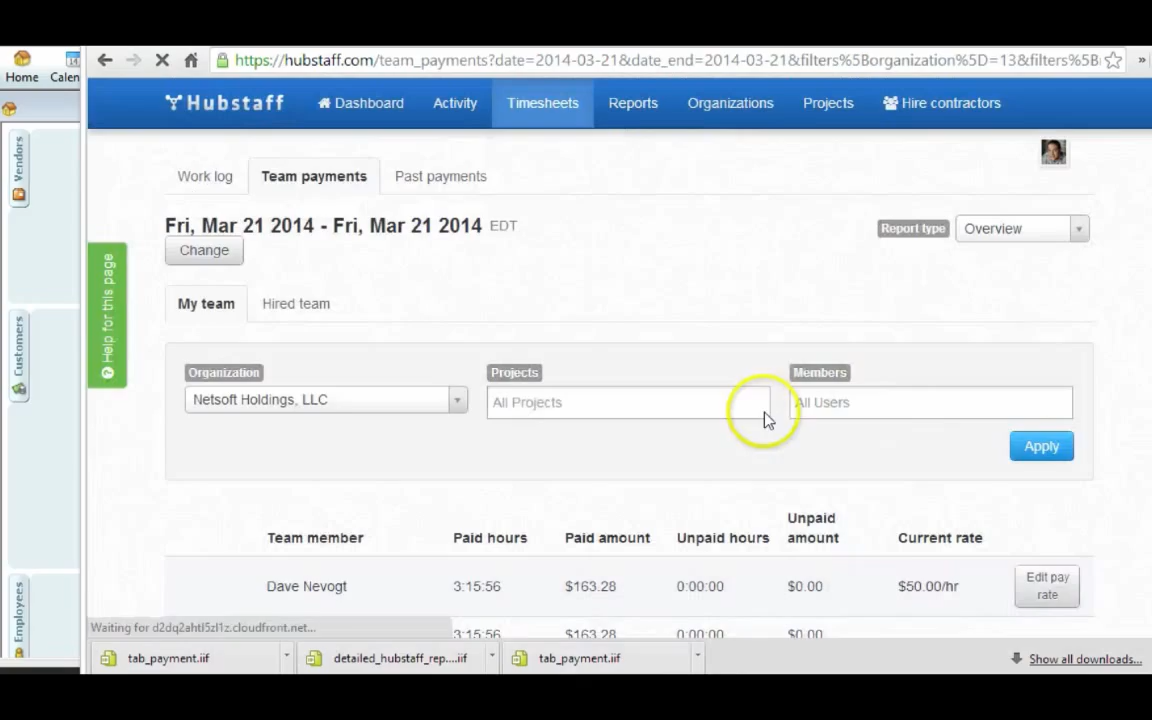 https://hubstaff.com/team_payments?date=2014-03-21&date_end=2014-03-21&filters%5Borganization%5D=13&filters%5B
»
Home Calen
Hubstaff Dashboard Activity Timesheets Reports Organizations Projects Hire contractors
Vendors
Work log Team payments Past payments
Fri, Mar 21 2014 - Fri, Mar 21 2014 EDT
Report type Overview
Change
Help for this page
My team Hired team
Customers
Organization Projects Members
Netsoft Holdings, LLC All Projects All Users
Apply
Team member Paid hours Paid amount Unpaid hours Unpaid amount Current rate
Dave Nevogt 3:15:56 $163.28 0:00:00 $0.00 $50.00/hr Edit pay rate
Employees
Waiting for d2dq2ahtl5zl1z.cloudfront.net...
3:15:56 $163.28 0:00:00 $0.00
tab_payment.iif detailed_hubstaff_rep....iif tab_payment.iif Show all downloads...